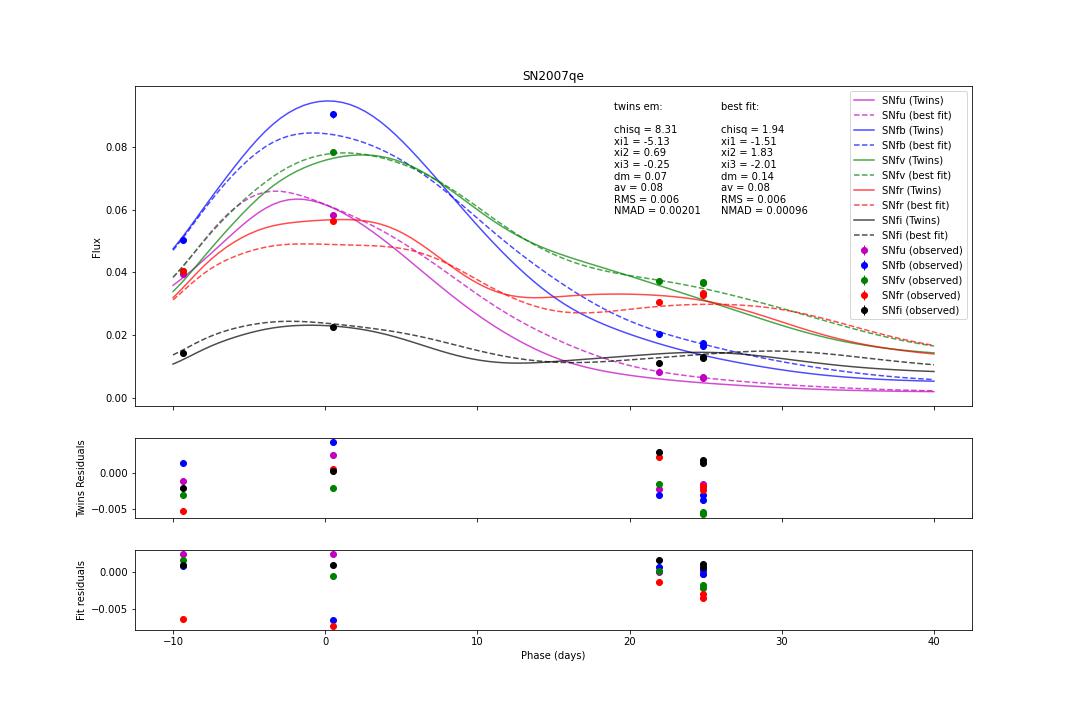 SN2007qe
twins em:
chisq = 8.31
xi1 = -5.13
xi2 = 0.69
xi3 = -0.25
dm = 0.07
av = 0.08
RMS = 0.006
NMAD = 0.00201
best fit:
chisq = 1.94
xi1 = -1.51
xi2 = 1.83
xi3 = -2.01
dm = 0.14
av = 0.08
RMS = 0.006
NMAD = 0.00096
SNfu (Twins)
SNfu (best fit)
SNfb (Twins)
SNfb (best fit)
SNfv (Twins)
SNfv (best fit)
SNfr (Twins)
SNfr (best fit)
SNfi (Twins)
SNfi (best fit)
SNfu (observed)
SNfb (observed)
SNfv (observed)
SNfr (observed)
SNfi (observed)
Flux
0.08
0.06
0.04
0.02
0.00
Twins Residuals
0.000
−0.005
Fit residuals
0.000
−0.005
−10 0 10 20 30 40
Phase (days)